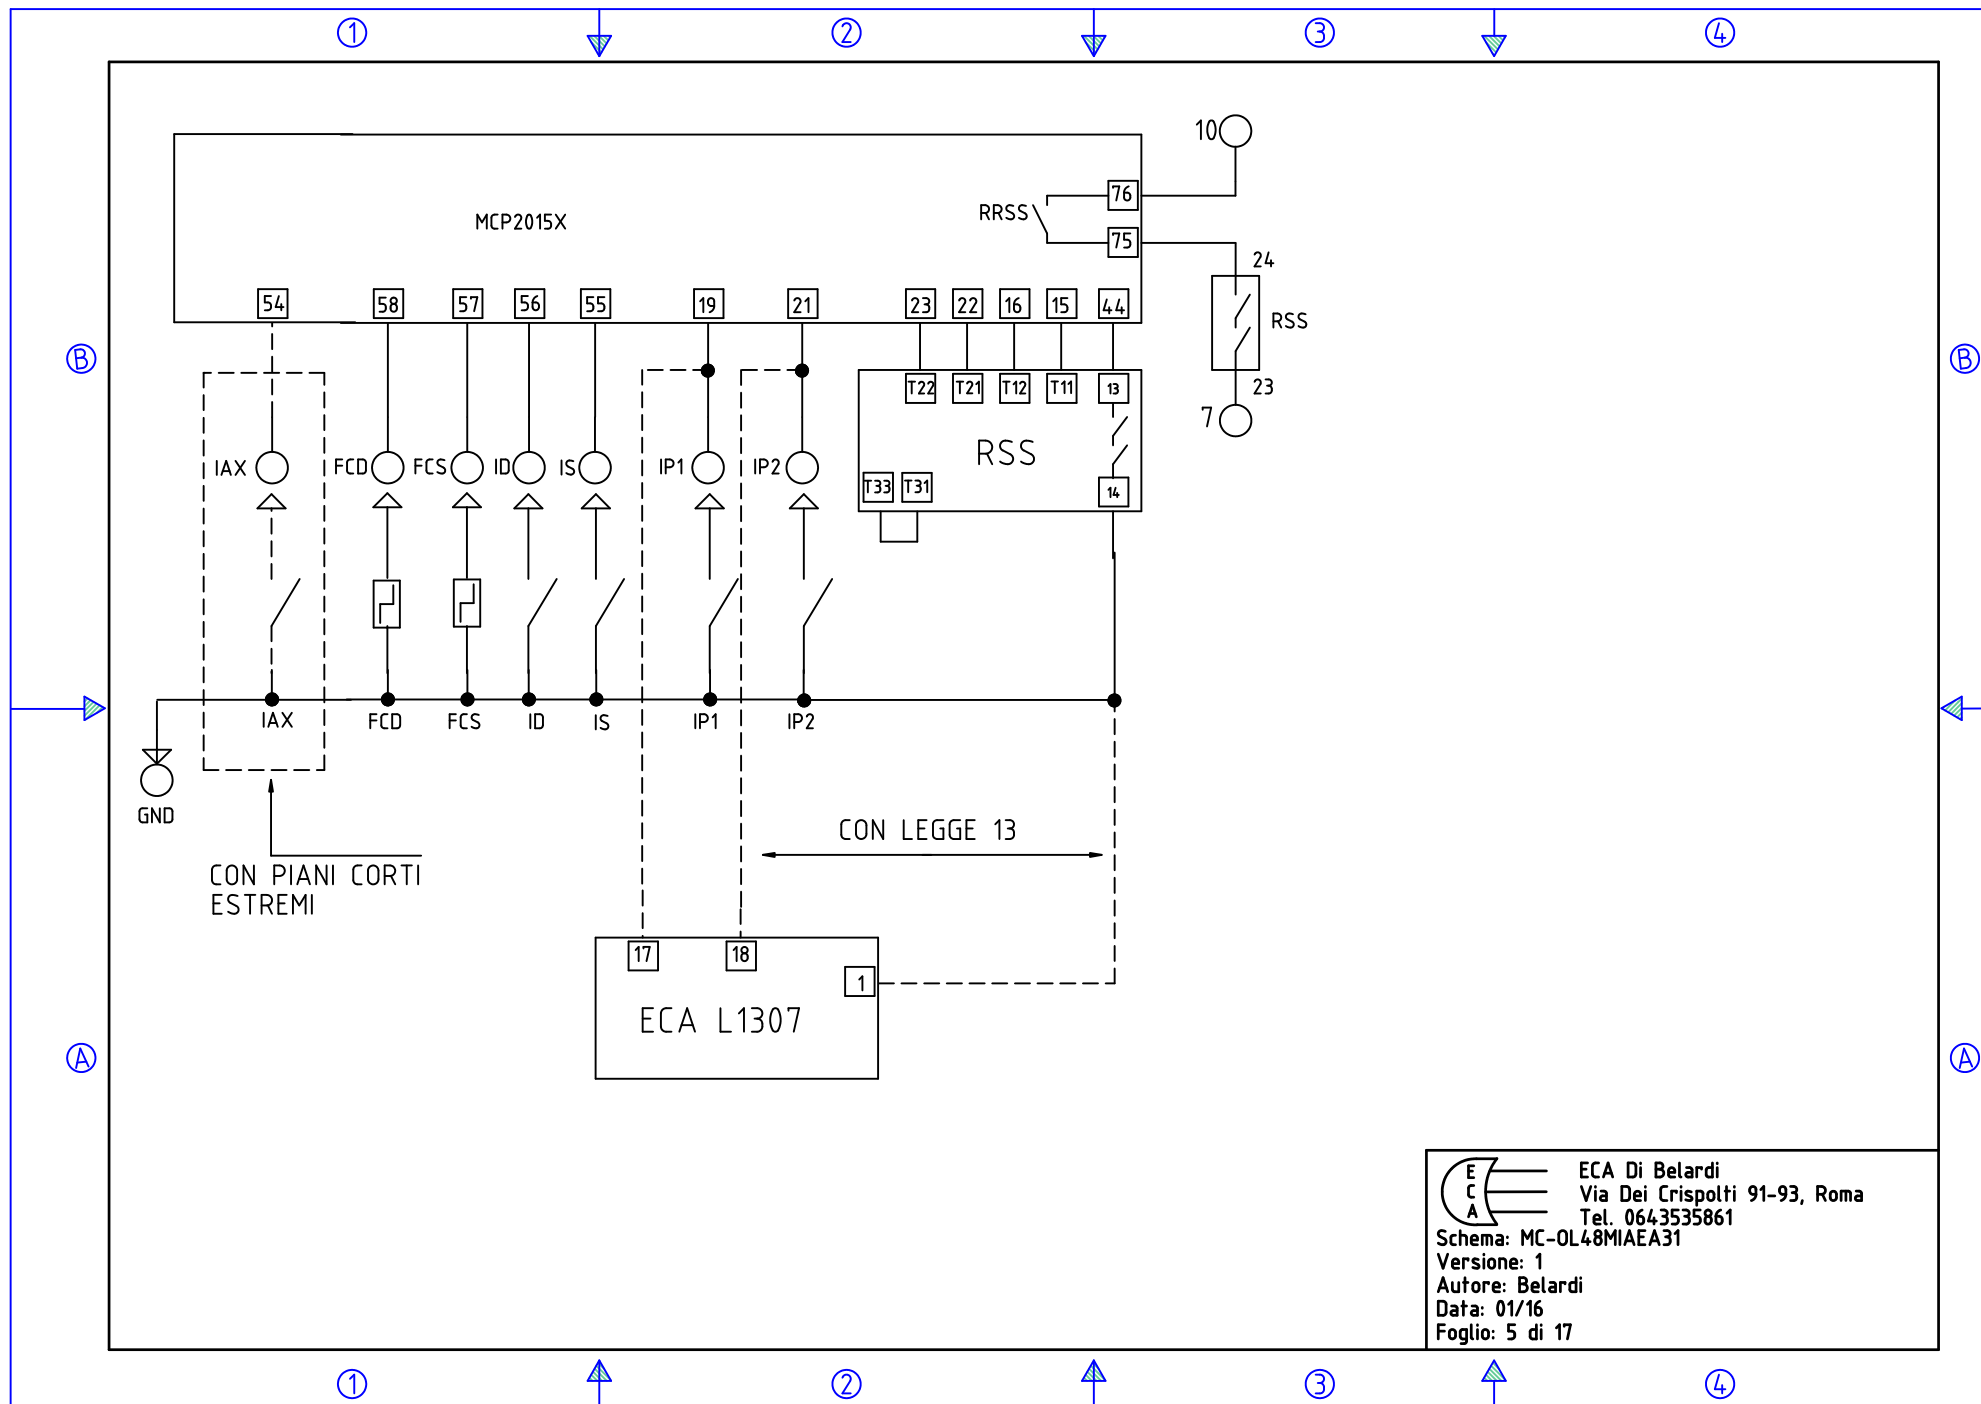 1 2 3 4
10
76
RRSS
MCP2015X
75
24
54 58 57 56 55 19 21 23 22 16 15 44
RSS
B B
T22 T21 T12 T11 13
23
7
RSS
IAX FCD FCS ID IS IP1 IP2
T33 T31 14
IAX FCD FCS ID IS IP1 IP2
GND
CON LEGGE 13
CON PIANI CORTI
ESTREMI
17 18
1
ECA L1307
A A
E
C
A
ECA Di Belardi
Via Dei Crispolti 91-93, Roma
Tel. 0643535861
Schema: MC-OL48MIAEA31
Versione: 1
Autore: Belardi
Data: 01/16
Foglio: 5 di 17
1 2 3 4